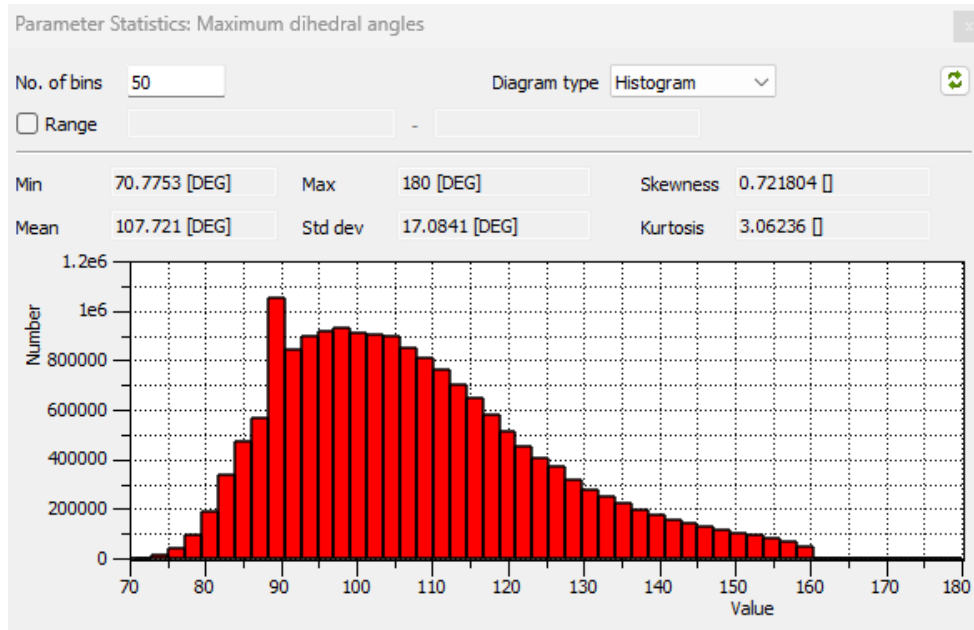 Parameter Statistics: Maximum dihedral angles
No. of bins 50 Diagram type Histogram
Range -
Min 70.7753 [DEG] Max 180 [DEG] Skewness 0.721804 []
Mean 107.721 [DEG] Std dev 17.0841 [DEG] Kurtosis 3.06236 []
1.2e6
1e6
800000
600000
400000
200000
0
Number
70 80 90 100 110 120 130 140 150 160 170 180
Value